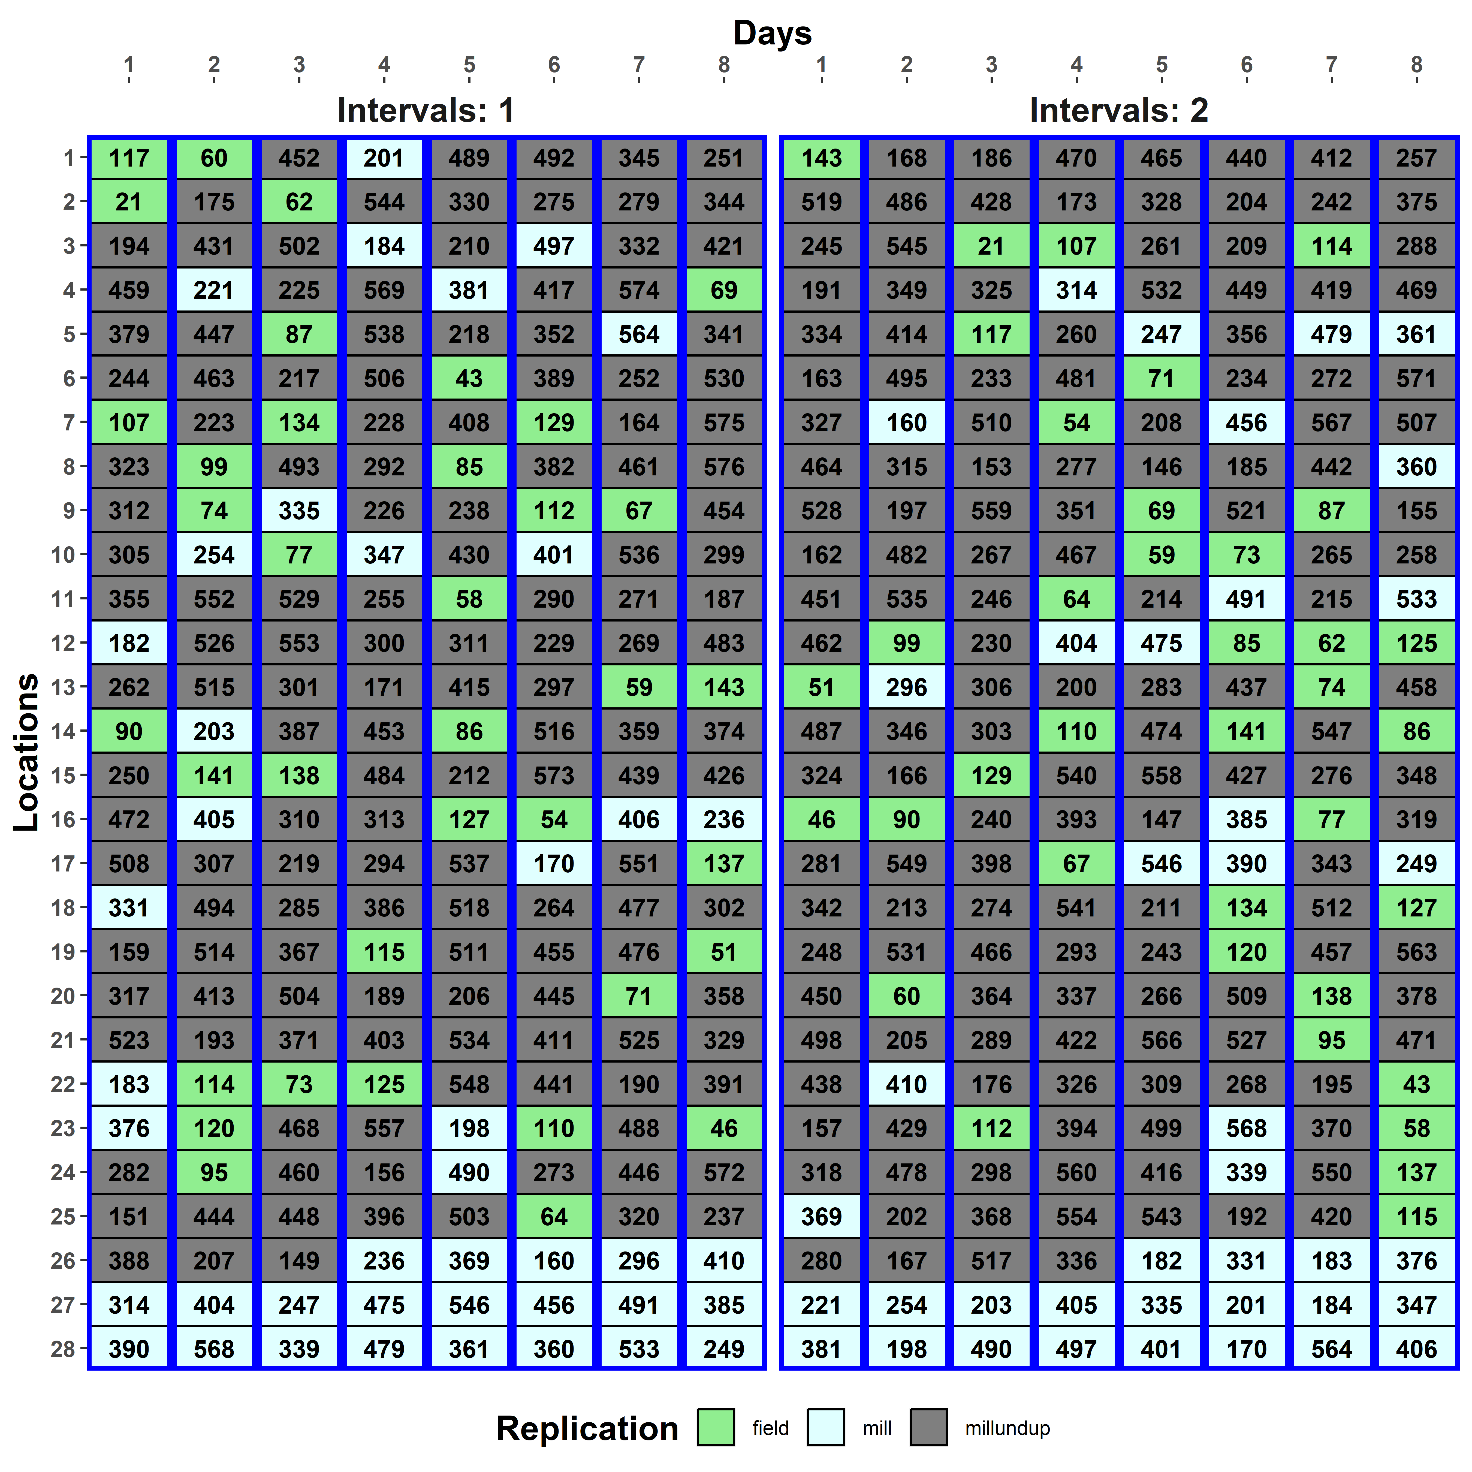 Days
1 2 3 4 5 6 7 8 1 2 3 4 5 6 7 8
Intervals: 1 Intervals: 2
Locations
1 117 60 452 201 489 492 345 251 143 168 186 470 465 440 412 257
2 21 175 62 544 330 275 279 344 519 486 428 173 328 204 242 375
3 194 431 502 184 210 497 332 421 245 545 21 107 261 209 114 288
4 459 221 225 569 381 417 574 69 191 349 325 314 532 449 419 469
5 379 447 87 538 218 352 564 341 334 414 117 260 247 356 479 361
6 244 463 217 506 43 389 252 530 163 495 233 481 71 234 272 571
7 107 223 134 228 408 129 164 575 327 160 510 54 208 456 567 507
8 323 99 493 292 85 382 461 576 464 315 153 277 146 185 442 360
9 312 74 335 226 238 112 67 454 528 197 559 351 69 521 87 155
10 305 254 77 347 430 401 536 299 162 482 267 467 59 73 265 258
11 355 552 529 255 58 290 271 187 451 535 246 64 214 491 215 533
12 182 526 553 300 311 229 269 483 462 99 230 404 475 85 62 125
13 262 515 301 171 415 297 59 143 51 296 306 200 283 437 74 458
14 90 203 387 453 86 516 359 374 487 346 303 110 474 141 547 86
15 250 141 138 484 212 573 439 426 324 166 129 540 558 427 276 348
16 472 405 310 313 127 54 406 236 46 90 240 393 147 385 77 319
17 508 307 219 294 537 170 551 137 281 549 398 67 546 390 343 249
18 331 494 285 386 518 264 477 302 342 213 274 541 211 134 512 127
19 159 514 367 115 511 455 476 51 248 531 466 293 243 120 457 563
20 317 413 504 189 206 445 71 358 450 60 364 337 266 509 138 378
21 523 193 371 403 534 411 525 329 498 205 289 422 566 527 95 471
22 183 114 73 125 548 441 190 391 438 410 176 326 309 268 195 43
23 376 120 468 557 198 110 488 46 157 429 112 394 499 568 370 58
24 282 95 460 156 490 273 446 572 318 478 298 560 416 339 550 137
25 151 444 448 396 503 64 320 237 369 202 368 554 543 192 420 115
26 388 207 149 236 369 160 296 410 280 167 517 336 182 331 183 376
27 314 404 247 475 546 456 491 385 221 254 203 405 335 201 184 347
28 390 568 339 479 361 360 533 249 381 198 490 497 401 170 564 406
Replication field mill millundup